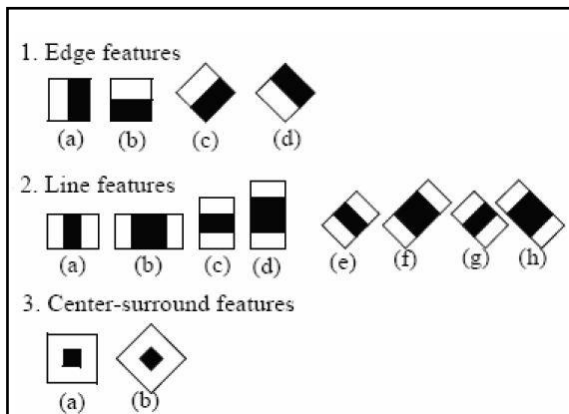 1. Edge features
(a) (b) (c) (d)
2. Line features
(a) (b) (c) (d) (e) (f) (g) (h)
3. Center-surround features
(a) (b)